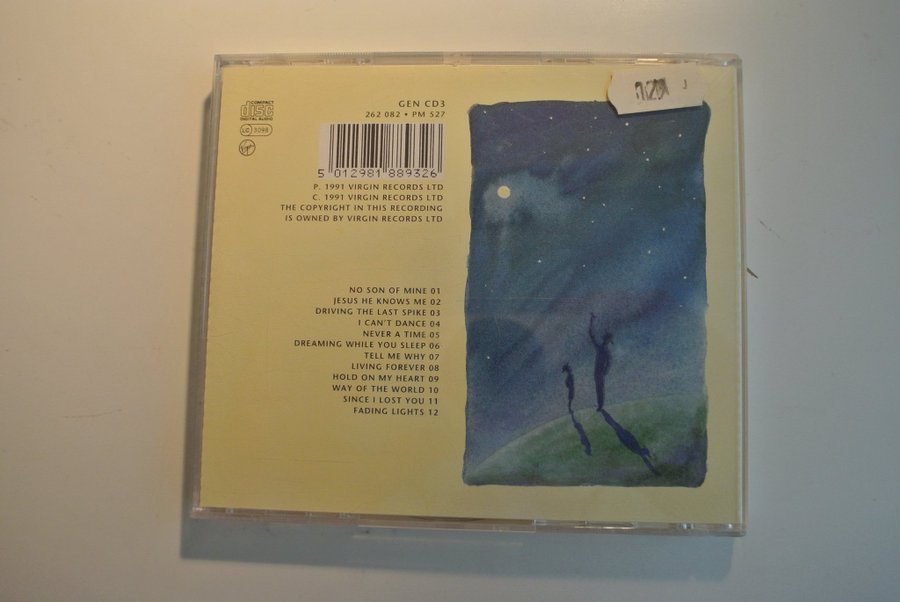 COMPACT
disc
DIGITAL AUDIO
LC 3098
Virgin
GEN CD3
262 082 • PM 527
5 012981 889326
P. 1991 VIRGIN RECORDS LTD
C. 1991 VIRGIN RECORDS LTD
THE COPYRIGHT IN THIS RECORDING
IS OWNED BY VIRGIN RECORDS LTD
NO SON OF MINE 01
JESUS HE KNOWS ME 02
DRIVING THE LAST SPIKE 03
I CAN'T DANCE 04
NEVER A TIME 05
DREAMING WHILE YOU SLEEP 06
TELL ME WHY 07
LIVING FOREVER 08
HOLD ON MY HEART 09
WAY OF THE WORLD 10
SINCE I LOST YOU 11
FADING LIGHTS 12